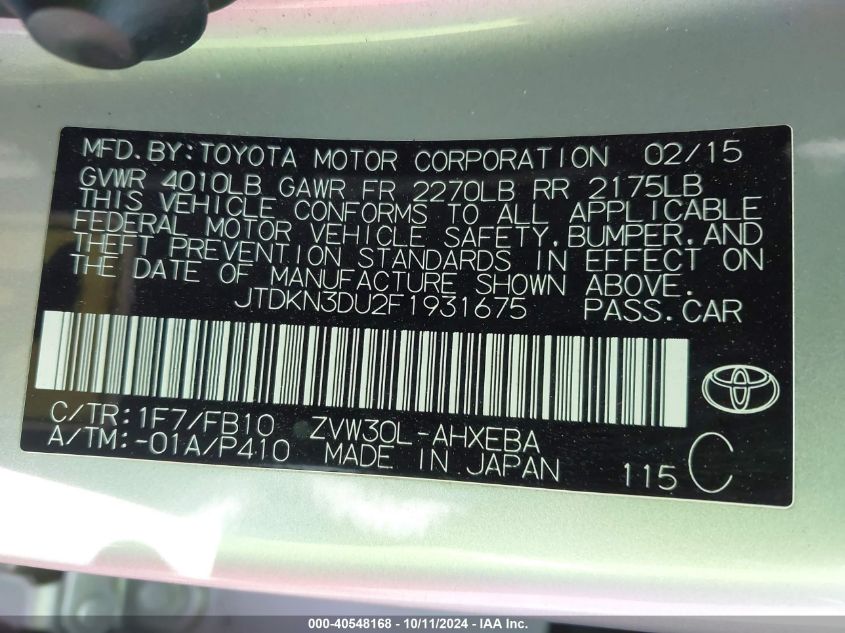 MFD.BY:TOYOTA MOTOR CORPORATION 02/15
GVWR 4010LB GAWR FR 2270LB RR 2175LB
THIS VEHICLE CONFORMS TO ALL APPLICABLE
FEDERAL MOTOR VEHICLE SAFETY,BUMPER,AND
THEFT PREVENTION STANDARDS IN EFFECT ON
THE DATE OF MANUFACTURE SHOWN ABOVE.
JTDKN3DU2F1931675 PASS.CAR
C/TR:1F7/FB10 ZVW30L-AHXEBA
A/TM:-01A/P410 MADE IN JAPAN 115 C
000-40548168 - 10/11/2024 - IAA Inc.